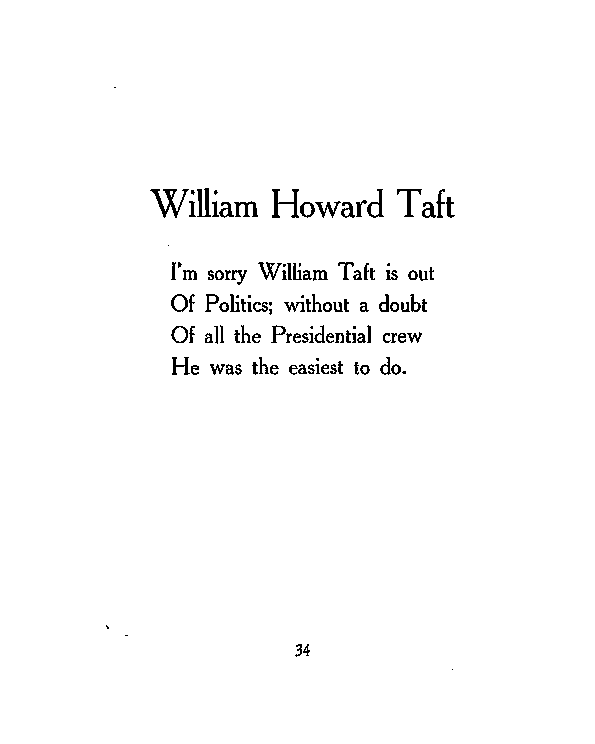 William Howard Taft
I'm sorry William Taft is out
Of Politics; without a doubt
Of all the Presidential crew
He was the easiest to do.
34